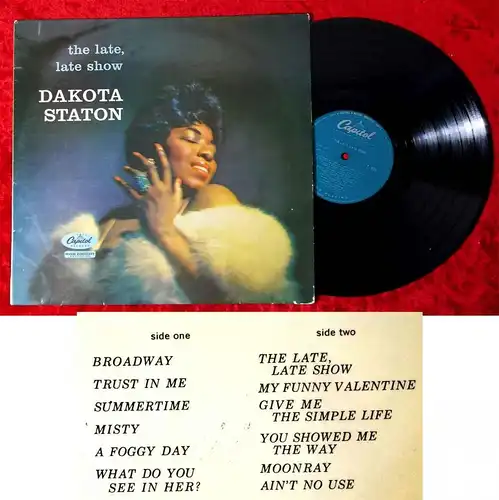 the late,
late show
DAKOTA
STATON
Capitol
RECORDS
Capitol
side one
BROADWAY
TRUST IN ME
SUMMERTIME
MISTY
A FOGGY DAY
WHAT DO YOU
SEE IN HER?
side two
THE LATE,
LATE SHOW
MY FUNNY VALENTINE
GIVE ME
THE SIMPLE LIFE
YOU SHOWED ME
THE WAY
MOONRAY
AIN'T NO USE